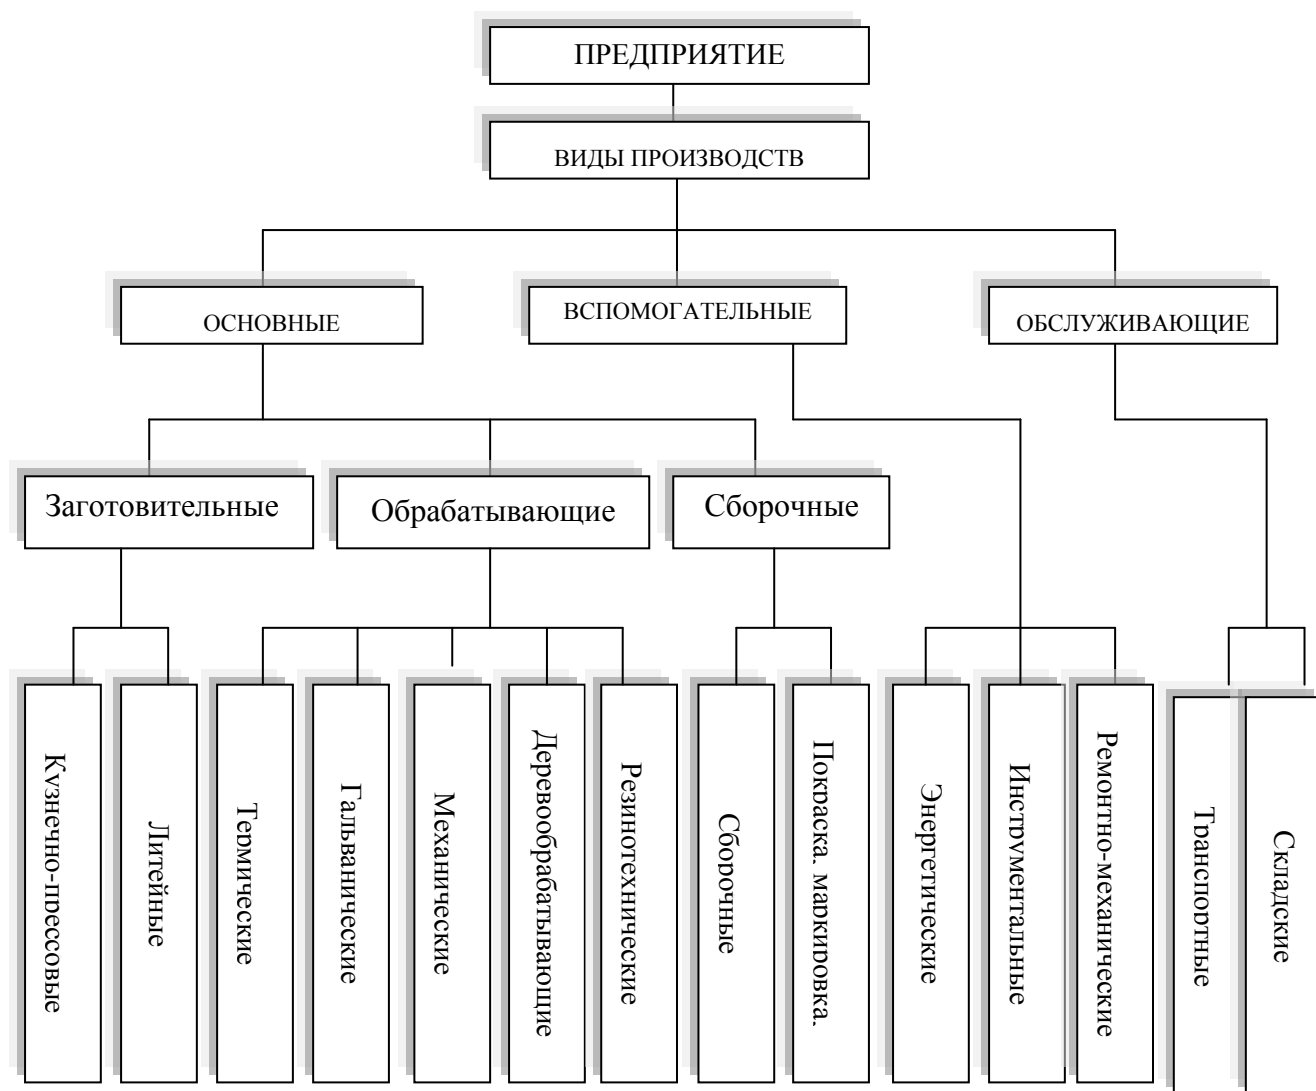 ПРЕДПРИЯТИЕ
ВИДЫ ПРОИЗВОДСТВ
ОСНОВНЫЕ
ВСПОМОГАТЕЛЬНЫЕ
ОБСЛУЖИВАЮЩИЕ
Заготовительные
Обрабатывающие
Сборочные
Кузнечно-прессовые
Литейные
Термические
Гальванические
Механические
Деревообрабатывающие
Резинотехнические
Сборочные
Покраска. маркировка.
Энергетические
Инструментальные
Ремонтно-механические
Транспортные
Складские